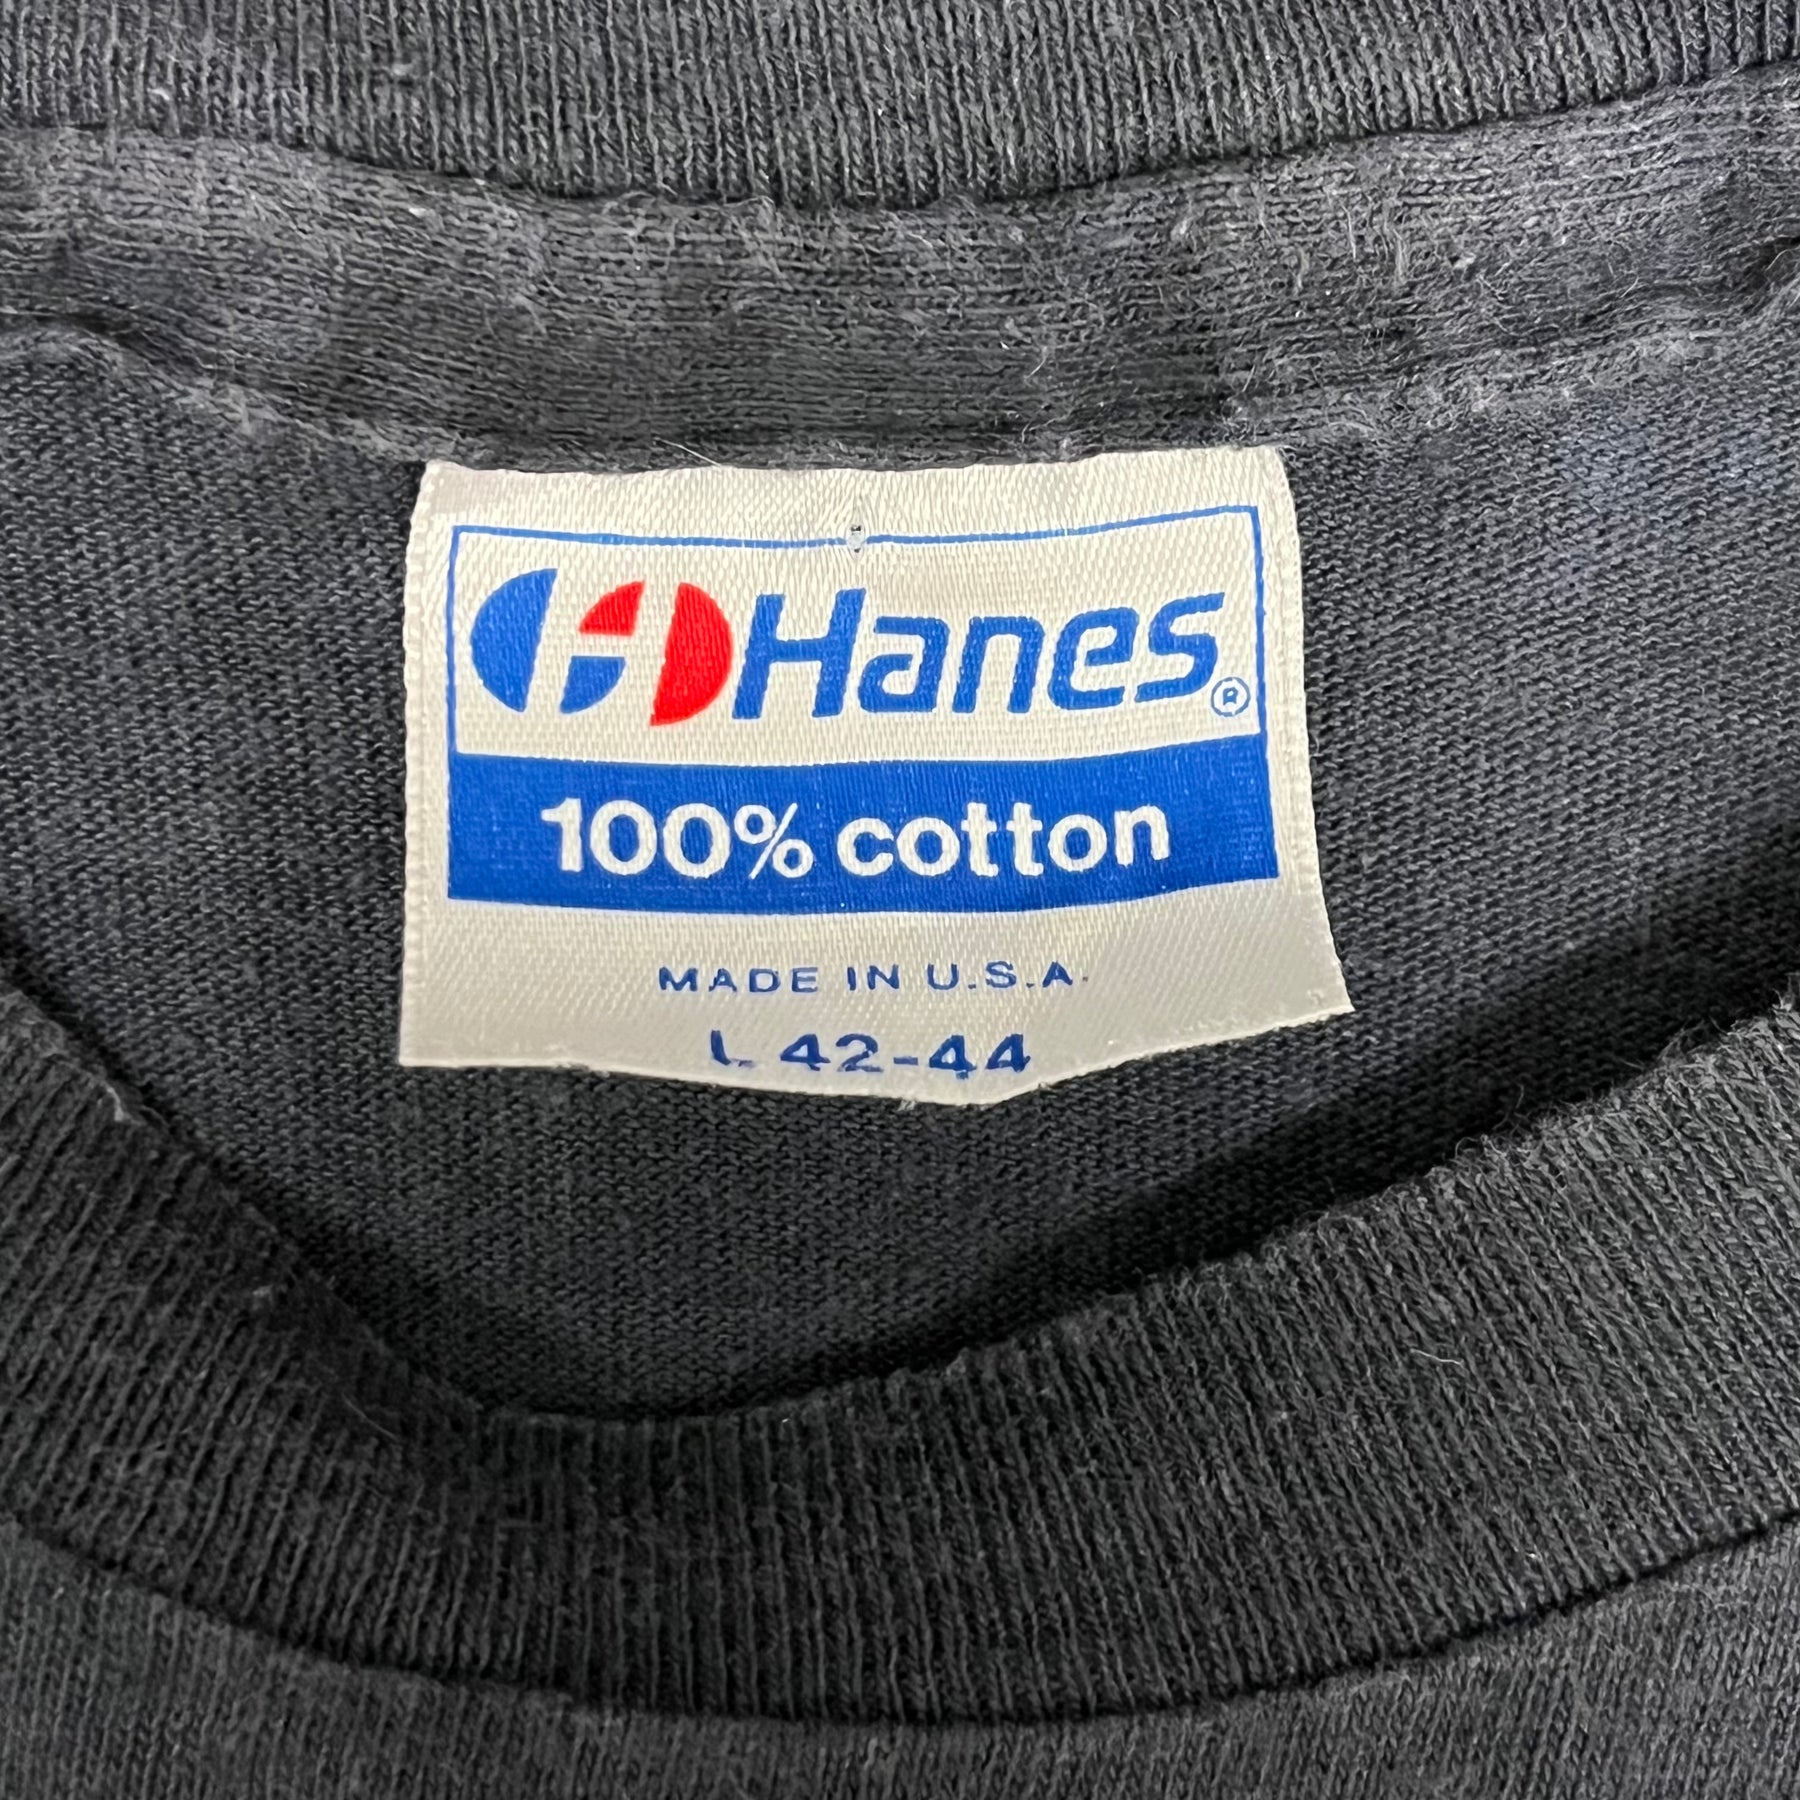 Hanes®
100% cotton
MADE IN U.S.A.
L 42-44